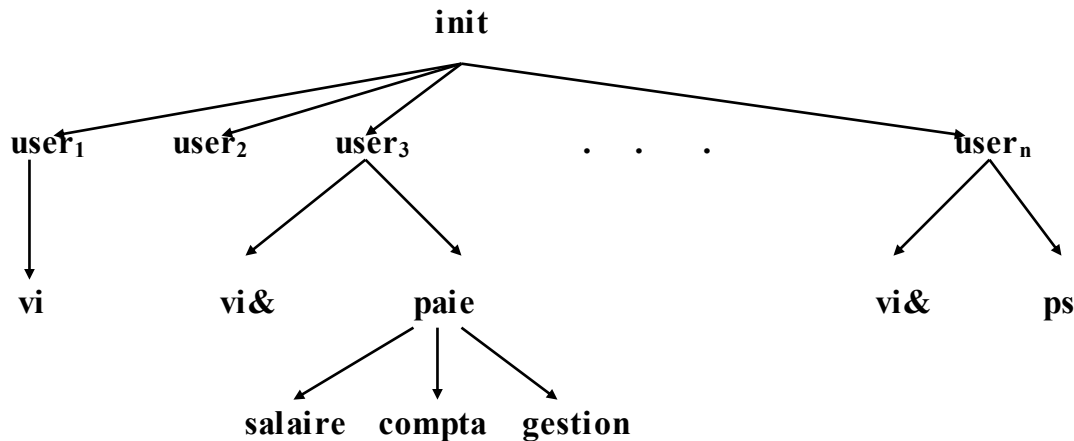 init
user₁ user₂ user₃ . . . userₙ
vi vi& paie vi& ps
salaire compta gestion